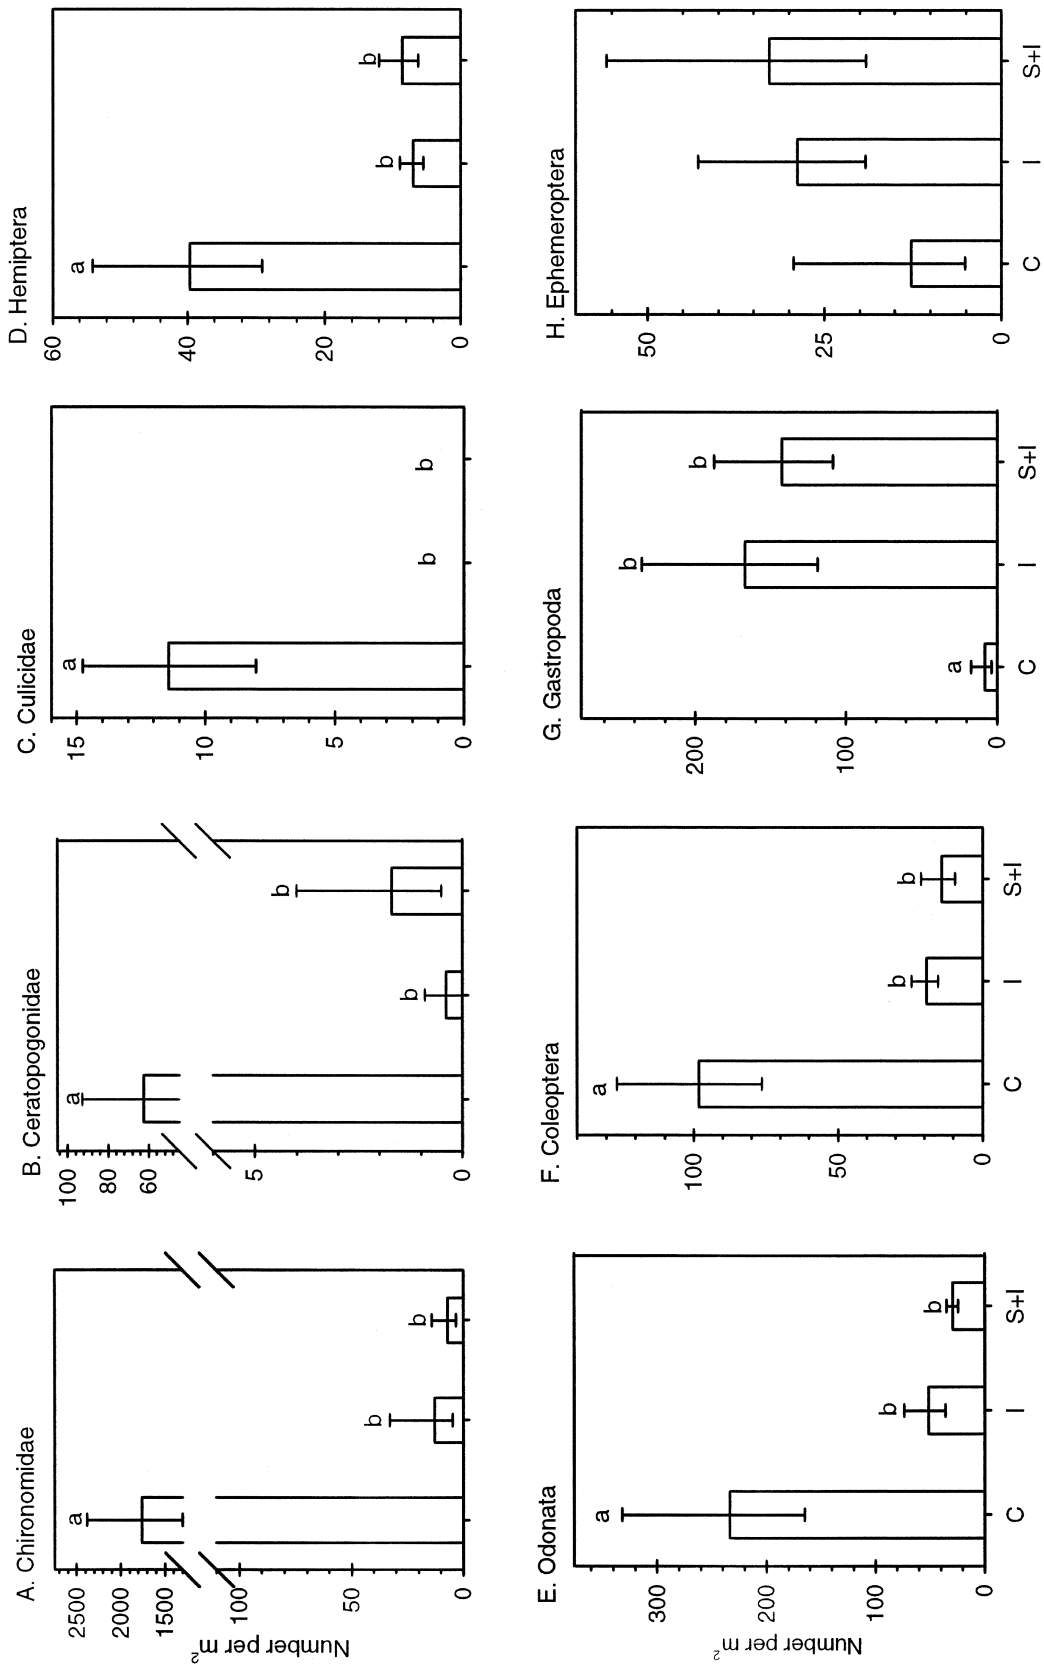 A. Chironomidae
B. Ceratopogonidae
C. Culicidae
D. Hemiptera
Number per m²
2500
2000
1500
100
50
0
a
b
b
100
80
60
5
0
a
b
b
15
10
5
0
a
b
b
60
40
20
0
a
b
b
E. Odonata
F. Coleoptera
G. Gastropoda
H. Ephemeroptera
Number per m²
300
200
100
0
a
b
b
C I S+I
100
50
0
a
b
b
C I S+I
200
100
0
a
b
b
C I S+I
50
25
0
C I S+I